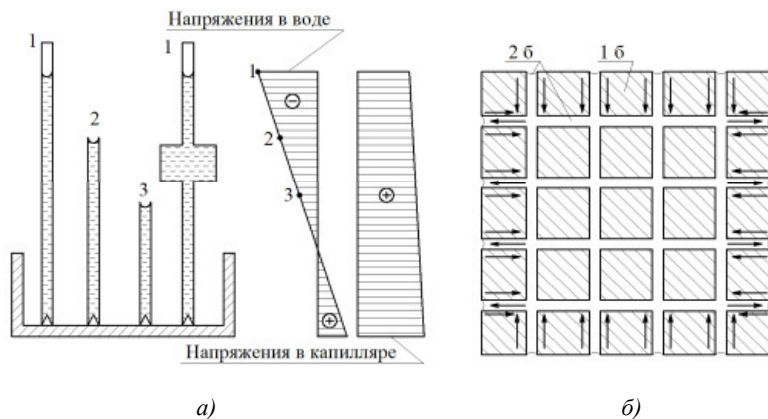 Напряжения в воде
1
1
2
3
1
2
3
−
+
+
Напряжения в капилляре
2 б
1 б
а)
б)